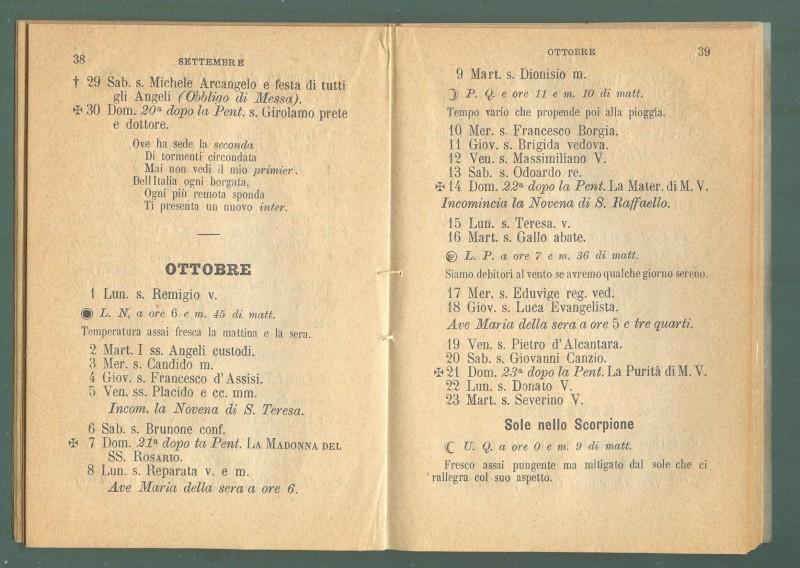 38
SETTEMBRE
† 29 Sab. s. Michele Arcangelo e festa di tutti
gli Angeli (Obbligo di Messa).
✠ 30 Dom. 20ª dopo la Pent. s. Girolamo prete
e dottore.
Ove ha sede la seconda
Di tormenti circondata
Mai non vedi il mio primier.
Dell'Italia ogni borgata,
Ogni più remota sponda
Ti presenta un nuovo inter.
OTTOBRE
1 Lun. s. Remigio v.
L. N, a ore 6 e m. 45 di matt.
Temperatura assai fresca la mattina e la sera.
2 Mart. I ss. Angeli custodi.
3 Mer. s. Candido m.
4 Giov. s. Francesco d'Assisi.
5 Ven. ss. Placido e cc. mm.
Incom. la Novena di S. Teresa.
6 Sab. s. Brunone conf.
✠ 7 Dom. 21ª dopo ta Pent. LA MADONNA DEL
SS. ROSARIO.
8 Lun. s. Reparata v. e m.
Ave Maria della sera a ore 6.
OTTOBRE
39
9 Mart. s. Dionisio m.
P. Q. e ore 11 e m. 10 di matt.
Tempo vario che propende poi alla pioggia.
10 Mer. s. Francesco Borgia.
11 Giov. s. Brigida vedova.
12 Ven. s. Massimiliano V.
13 Sab. s. Odoardo re.
✠ 14 Dom. 22ª dopo la Pent. La Mater. di M. V.
Incomincia la Novena di S. Raffaello.
15 Lun. s. Teresa. v.
16 Mart. s. Gallo abate.
L. P. a ore 7 e m. 36 di matt.
Siamo debitori al vento se avremo qualche giorno sereno.
17 Mer. s. Eduvige reg. ved.
18 Giov. s. Luca Evangelista.
Ave Maria della sera a ore 5 e tre quarti.
19 Ven. s. Pietro d'Alcantara.
20 Sab. s. Giovanni Canzio.
✠ 21 Dom. 23ª dopo la Pent. La Purità di M. V.
22 Lun. s. Donato V.
23 Mart. s. Severino V.
Sole nello Scorpione
U. Q. a ore 0 e m. 9 di matt.
Fresco assai pungente ma mitigato dal sole che ci
rallegra col suo aspetto.